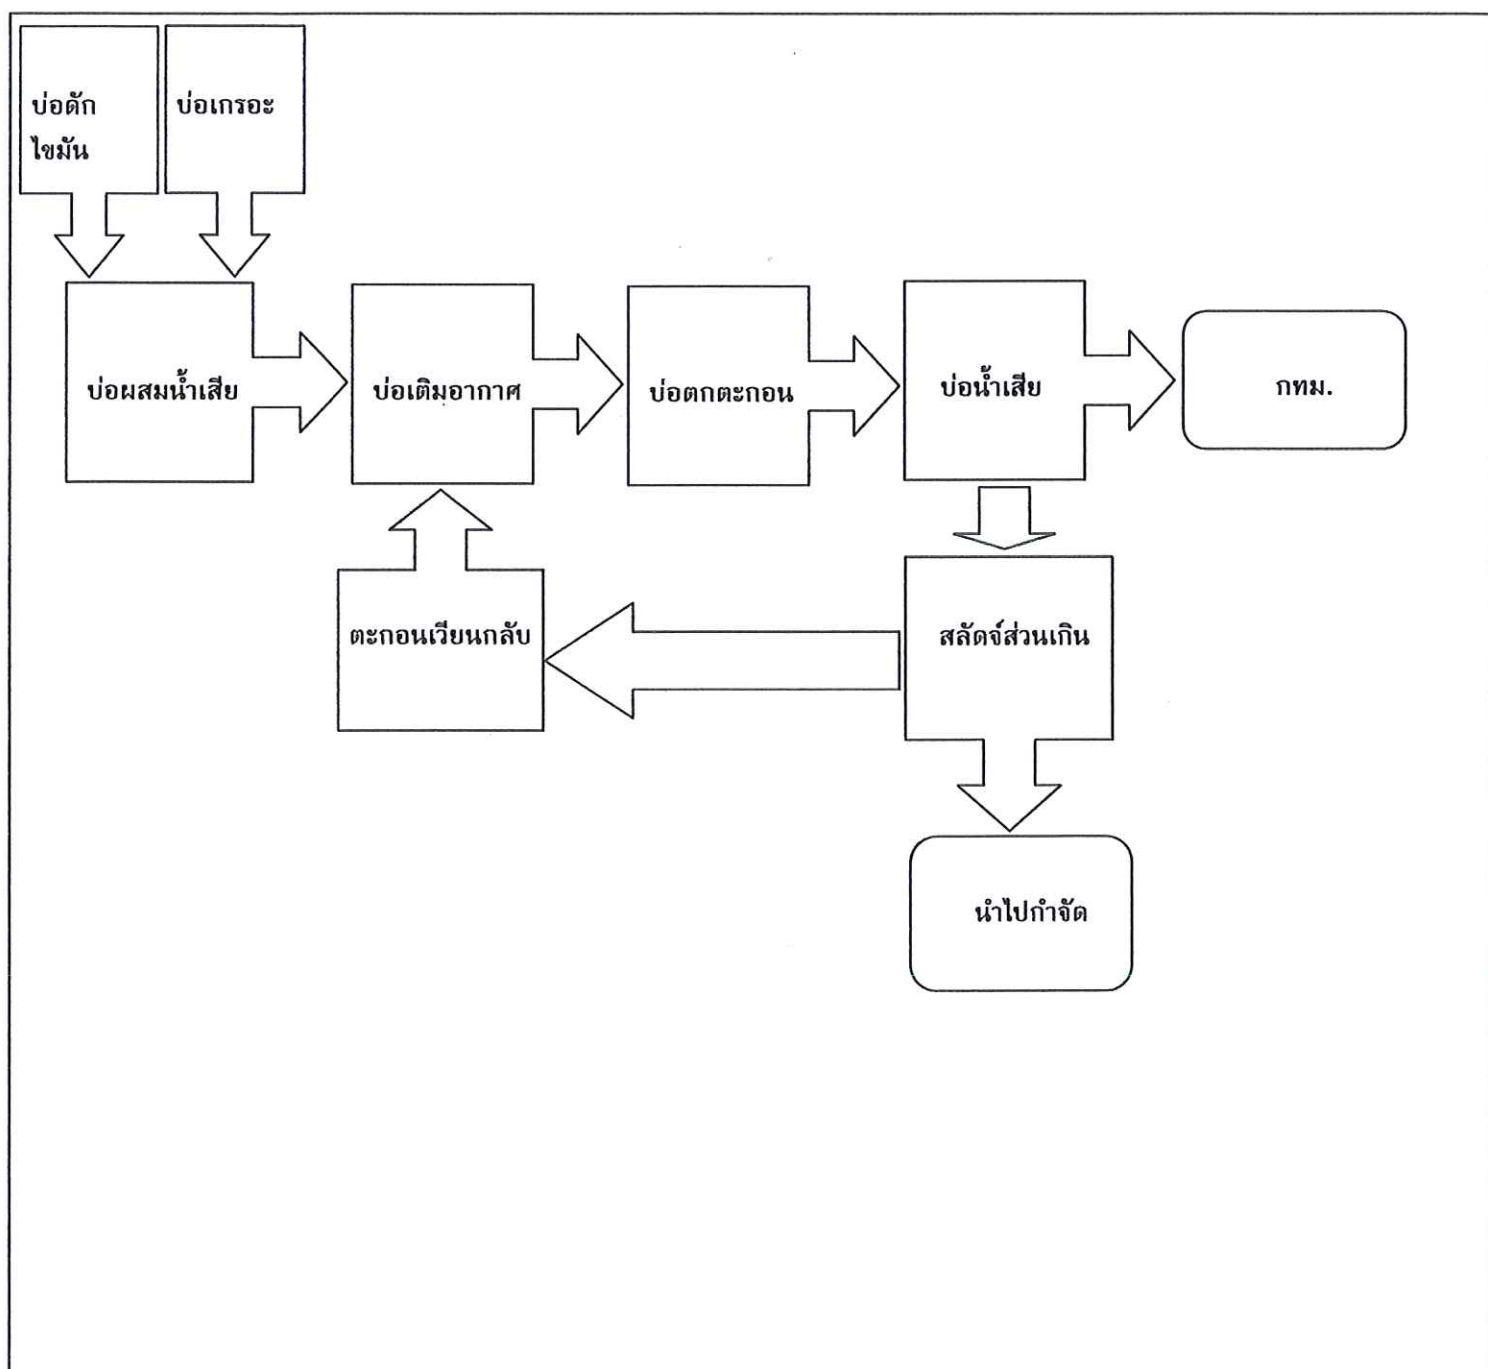 บ่อดัก
ไขมัน
บ่อเกรอะ
บ่อผสมน้ำเสีย
บ่อเติมอากาศ
บ่อตกตะกอน
บ่อน้ำเสีย
กทม.
ตะกอนเวียนกลับ
สลัดจ์ส่วนเกิน
นำไปกำจัด